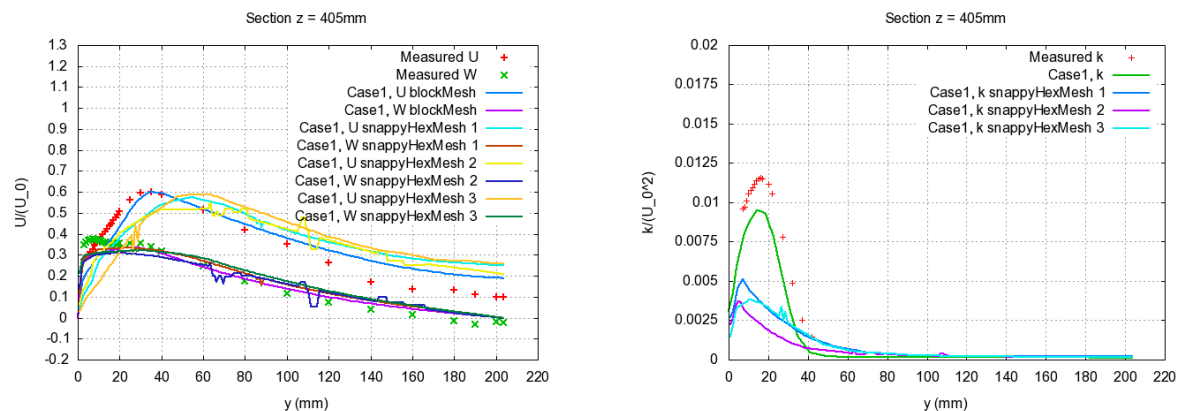 Section z = 405mm
1.3
1.2
1.1
1
0.9
0.8
0.7
0.6
0.5
0.4
0.3
0.2
0.1
0
-0.1
-0.2
U/(U_0)
Measured U
Measured W
Case1, U blockMesh
Case1, W blockMesh
Case1, U snappyHexMesh 1
Case1, W snappyHexMesh 1
Case1, U snappyHexMesh 2
Case1, W snappyHexMesh 2
Case1, U snappyHexMesh 3
Case1, W snappyHexMesh 3
0 20 40 60 80 100 120 140 160 180 200 220
y (mm)
Section z = 405mm
0.02
0.0175
0.015
0.0125
0.01
0.0075
0.005
0.0025
0
k/(U_0^2)
Measured k
Case1, k
Case1, k snappyHexMesh 1
Case1, k snappyHexMesh 2
Case1, k snappyHexMesh 3
0 20 40 60 80 100 120 140 160 180 200 220
y (mm)